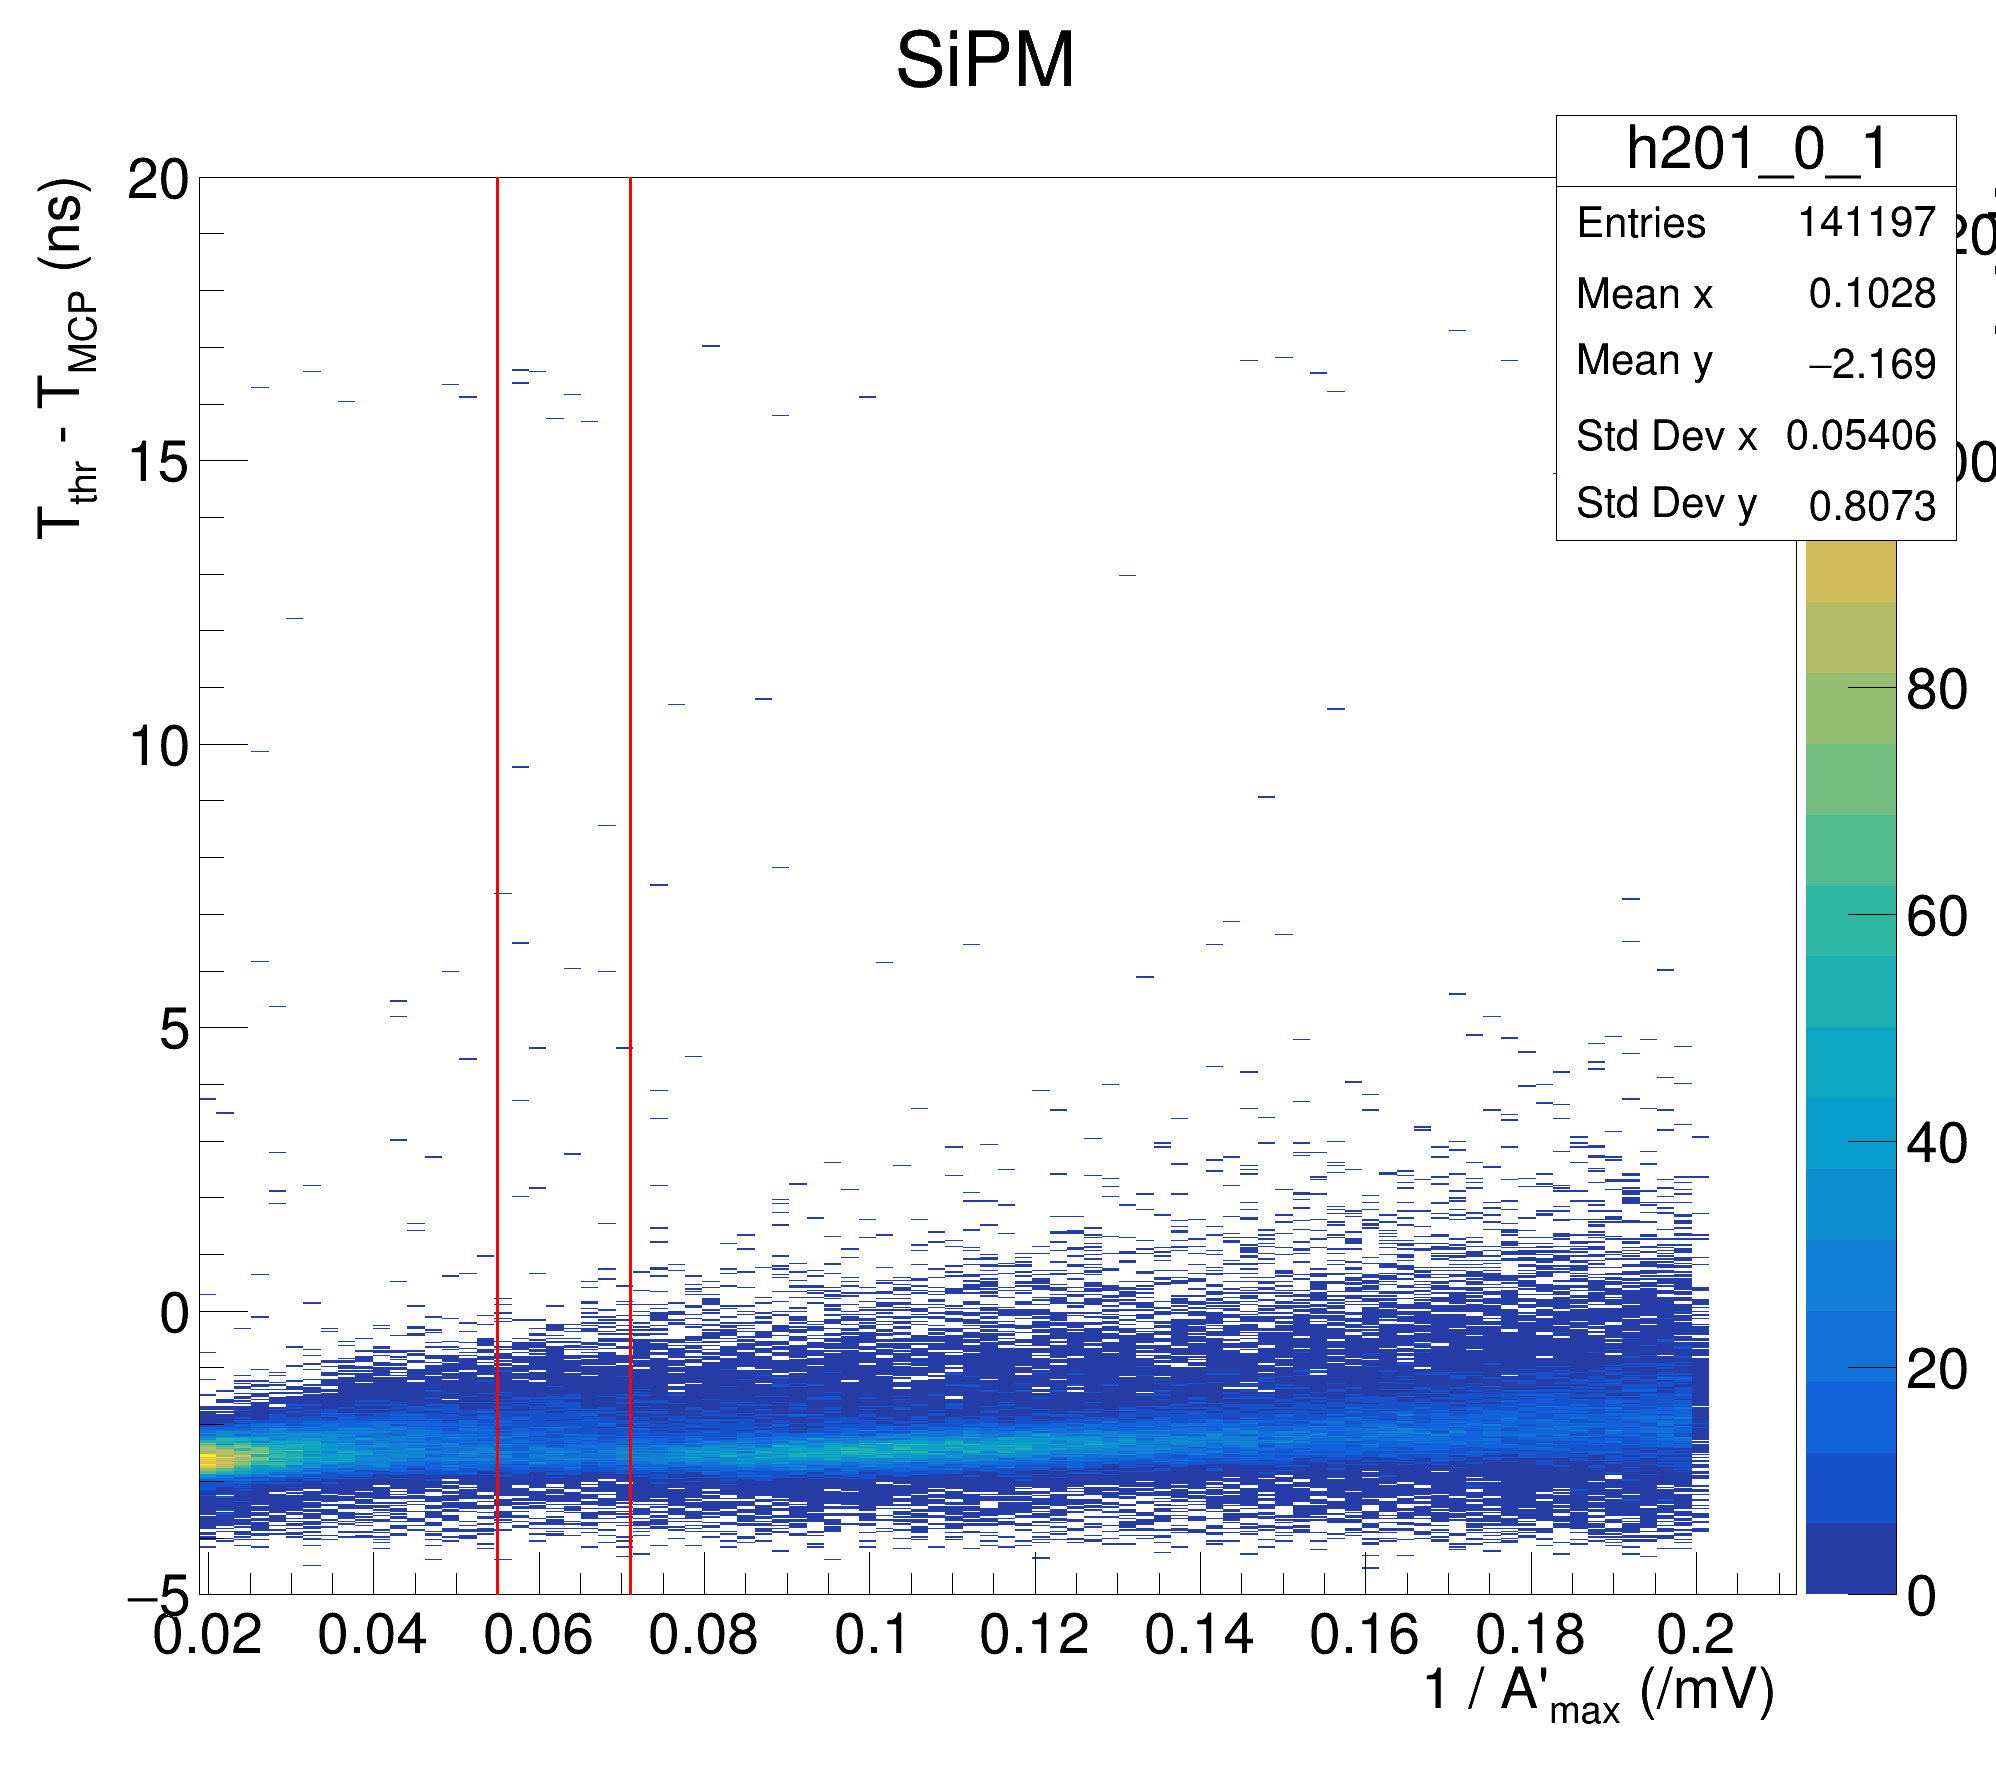 SiPM
h201_0_1
Entries 141197
Mean x 0.1028
Mean y −2.169
Std Dev x 0.05406
Std Dev y 0.8073
T_thr - T_MCP (ns)
20
15
10
5
0
−5
0.02 0.04 0.06 0.08 0.1 0.12 0.14 0.16 0.18 0.2
1 / A'_max (/mV)
80
60
40
20
0